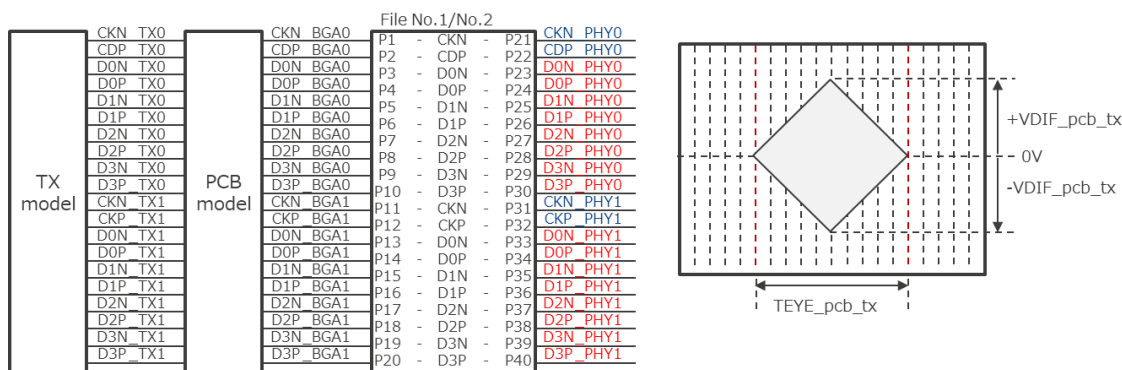 File No.1/No.2
CKN_TX0 CKN_BGA0 P1 - CKN - P21 CKN_PHY0
CDP_TX0 CDP_BGA0 P2 - CDP - P22 CDP_PHY0
D0N_TX0 D0N_BGA0 P3 - D0N - P23 D0N_PHY0
D0P_TX0 D0P_BGA0 P4 - D0P - P24 D0P_PHY0
D1N_TX0 D1N_BGA0 P5 - D1N - P25 D1N_PHY0
D1P_TX0 D1P_BGA0 P6 - D1P - P26 D1P_PHY0
D2N_TX0 D2N_BGA0 P7 - D2N - P27 D2N_PHY0
D2P_TX0 D2P_BGA0 P8 - D2P - P28 D2P_PHY0
D3N_TX0 D3N_BGA0 P9 - D3N - P29 D3N_PHY0
D3P_TX0 D3P_BGA0 P10 - D3P - P30 D3P_PHY0
CKN_TX1 CKN_BGA1 P11 - CKN - P31 CKN_PHY1
CKP_TX1 CKP_BGA1 P12 - CKP - P32 CKP_PHY1
D0N_TX1 D0N_BGA1 P13 - D0N - P33 D0N_PHY1
D0P_TX1 D0P_BGA1 P14 - D0P - P34 D0P_PHY1
D1N_TX1 D1N_BGA1 P15 - D1N - P35 D1N_PHY1
D1P_TX1 D1P_BGA1 P16 - D1P - P36 D1P_PHY1
D2N_TX1 D2N_BGA1 P17 - D2N - P37 D2N_PHY1
D2P_TX1 D2P_BGA1 P18 - D2P - P38 D2P_PHY1
D3N_TX1 D3N_BGA1 P19 - D3N - P39 D3N_PHY1
D3P_TX1 D3P_BGA1 P20 - D3P - P40 D3P_PHY1
TX
model
PCB
model
+VDIF_pcb_tx
0V
-VDIF_pcb_tx
TEYE_pcb_tx